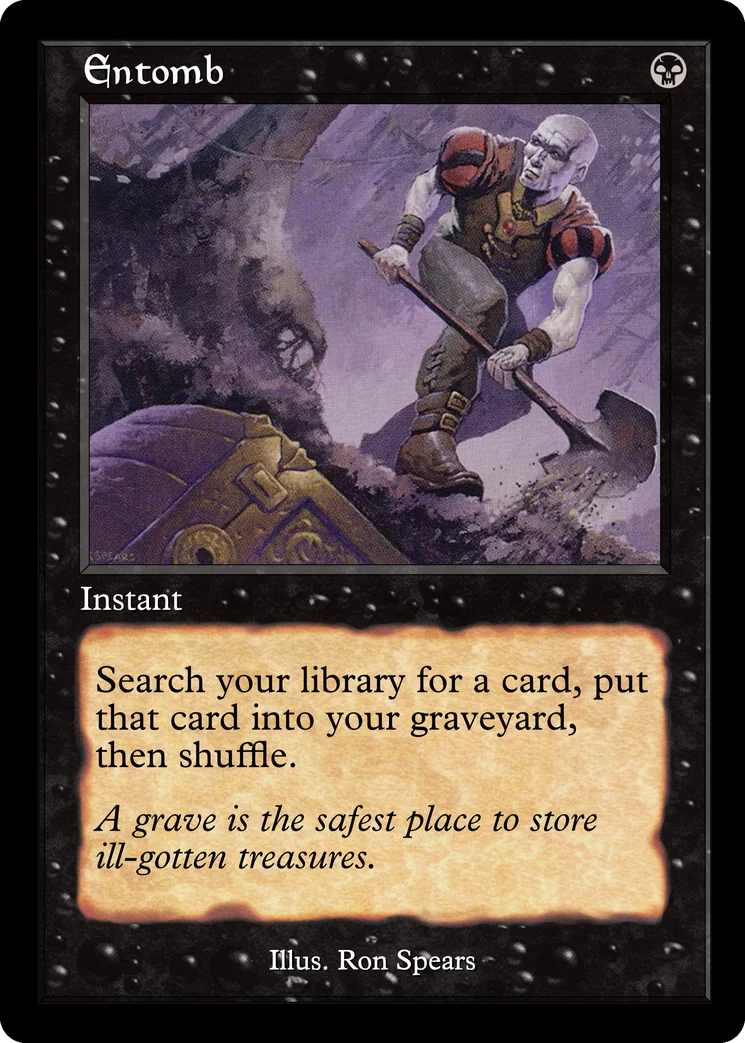 Entomb
SPEARS
Instant
Search your library for a card, put
that card into your graveyard,
then shuffle.
A grave is the safest place to store
ill-gotten treasures.
Illus. Ron Spears